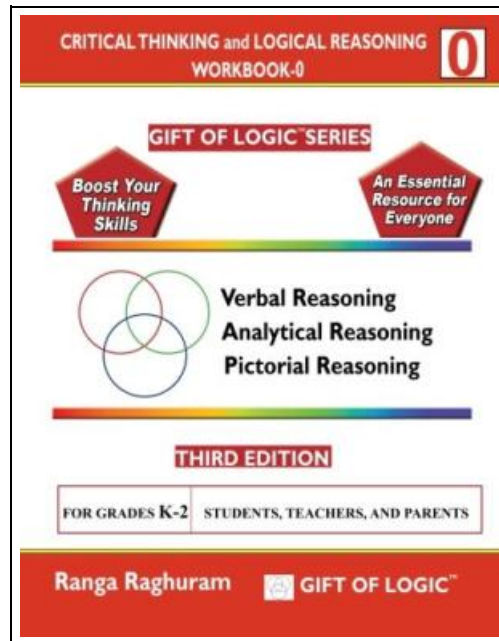 CRITICAL THINKING and LOGICAL REASONING
WORKBOOK-0
0
GIFT OF LOGIC™SERIES
Boost Your
Thinking
Skills
An Essential
Resource for
Everyone
Verbal Reasoning
Analytical Reasoning
Pictorial Reasoning
THIRD EDITION
FOR GRADES K-2 STUDENTS, TEACHERS, AND PARENTS
Ranga Raghuram GIFT OF LOGIC™